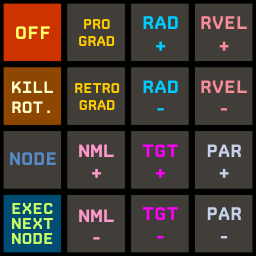 OFF
PRO
GRAD
RAD
+
RVEL
+
KILL
ROT.
RETRO
GRAD
RAD
-
RVEL
-
NODE
NML
+
TGT
+
PAR
+
EXEC
NEXT
NODE
NML
-
TGT
-
PAR
-